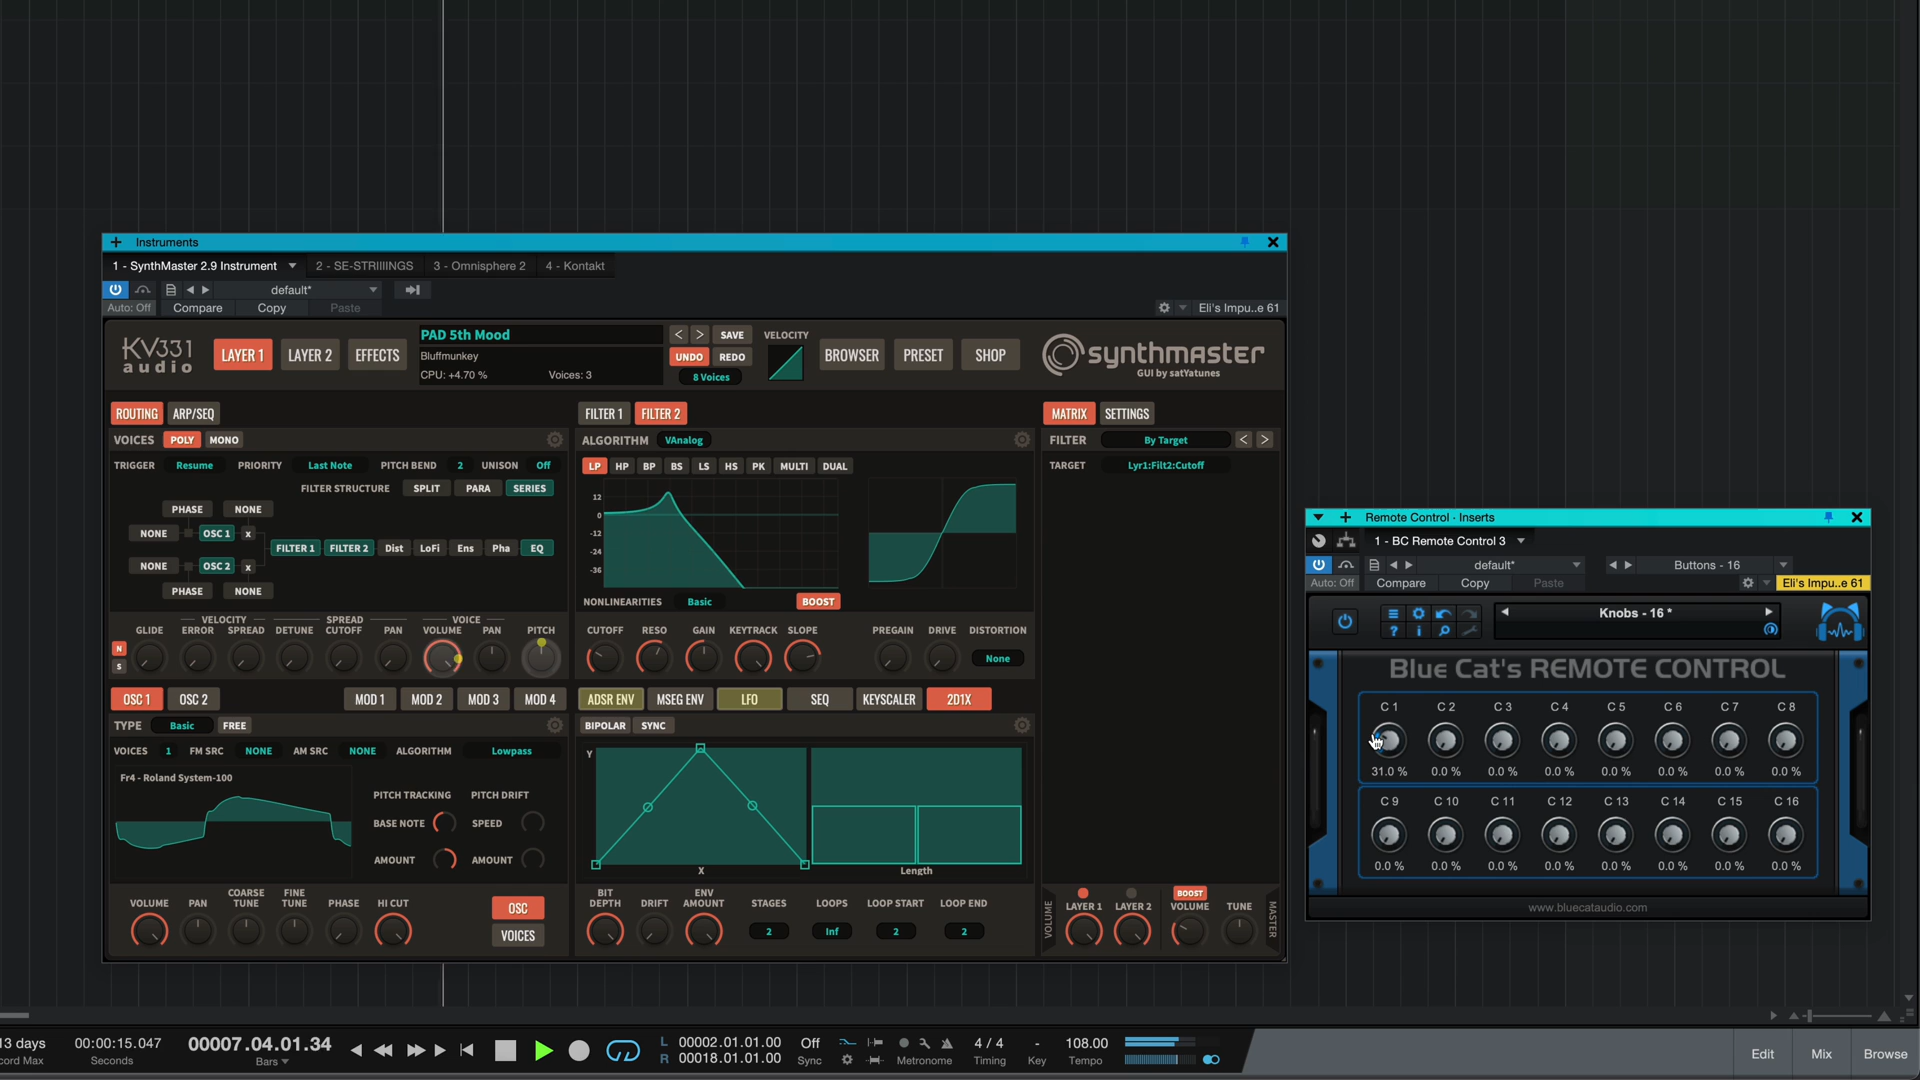 Instruments
1 - SynthMaster 2.9 Instrument
2 - SE-STRIIIINGS
3 - Omnisphere 2
4 - Kontakt
default*
Auto: Off
Compare
Copy
Paste
Eli's Impu..e 61
KV331 audio
LAYER 1
LAYER 2
EFFECTS
PAD 5th Mood
Bluffmunkey
CPU: +4.70 %
Voices: 3
< > SAVE
UNDO REDO
8 Voices
VELOCITY
BROWSER
PRESET
SHOP
synthmaster
GUI by satYatunes
ROUTING ARP/SEQ
VOICES POLY MONO
TRIGGER Resume PRIORITY Last Note PITCH BEND 2 UNISON Off
FILTER STRUCTURE SPLIT PARA SERIES
PHASE NONE
NONE OSC 1 x
FILTER 1 FILTER 2 Dist LoFi Ens Pha EQ
NONE OSC 2 x
PHASE NONE
VELOCITY SPREAD VOICE
GLIDE ERROR SPREAD DETUNE CUTOFF PAN VOLUME PAN PITCH
N
S
FILTER 1 FILTER 2
ALGORITHM VAnalog
LP HP BP BS LS HS PK MULTI DUAL
12
0
-12
-24
-36
NONLINEARITIES Basic BOOST
CUTOFF RESO GAIN KEYTRACK SLOPE PREGAIN DRIVE DISTORTION
None
MATRIX SETTINGS
FILTER By Target < >
TARGET Lyr1:Filt2:Cutoff
OSC 1 OSC 2 MOD 1 MOD 2 MOD 3 MOD 4
TYPE Basic FREE
VOICES 1 FM SRC NONE AM SRC NONE ALGORITHM Lowpass
Fr4 - Roland System-100
PITCH TRACKING PITCH DRIFT
BASE NOTE SPEED
AMOUNT AMOUNT
VOLUME PAN COARSE TUNE FINE TUNE PHASE HI CUT
OSC
VOICES
ADSR ENV MSEG ENV LFO SEQ KEYSCALER 2D1X
BIPOLAR SYNC
Y
X
Length
BIT DEPTH DRIFT ENV AMOUNT STAGES LOOPS LOOP START LOOP END
2 Inf 2 2
VOLUME
LAYER 1 LAYER 2
BOOST
VOLUME TUNE
MASTER
Remote Control - Inserts
1 - BC Remote Control 3
default*
Buttons - 16
Auto: Off
Compare
Copy
Paste
Eli's Impu..e 61
Knobs - 16 *
? i
Blue Cat's REMOTE CONTROL
C 1 C 2 C 3 C 4 C 5 C 6 C 7 C 8
31.0 % 0.0 % 0.0 % 0.0 % 0.0 % 0.0 % 0.0 % 0.0 %
C 9 C 10 C 11 C 12 C 13 C 14 C 15 C 16
0.0 % 0.0 % 0.0 % 0.0 % 0.0 % 0.0 % 0.0 % 0.0 %
www.bluecataudio.com
13 days
cord Max
00:00:15.047
Seconds
00007.04.01.34
Bars
L 00002.01.01.00
R 00018.01.01.00
Off
Sync
Metronome
4 / 4
Timing
-
Key
108.00
Tempo
Edit
Mix
Browse